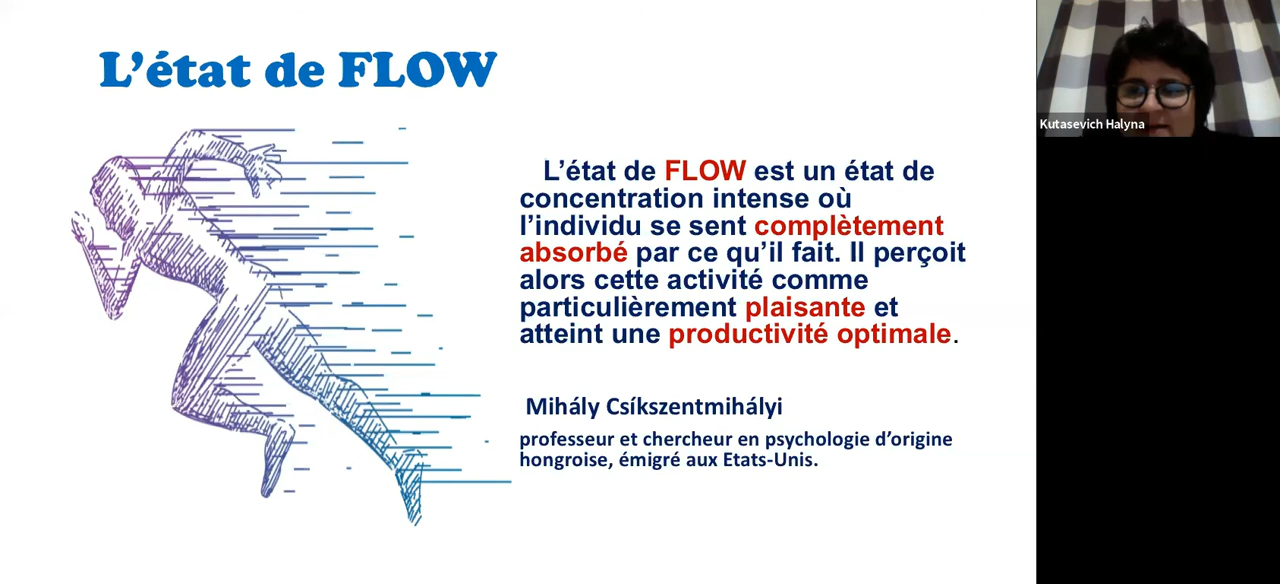 L’état de FLOW
L’état de FLOW est un état de
concentration intense où
l’individu se sent complètement
absorbé par ce qu’il fait. Il perçoit
alors cette activité comme
particulièrement plaisante et
atteint une productivité optimale.
Mihály Csíkszentmihályi
professeur et chercheur en psychologie d’origine
hongroise, émigré aux Etats-Unis.
Kutasevich Halyna